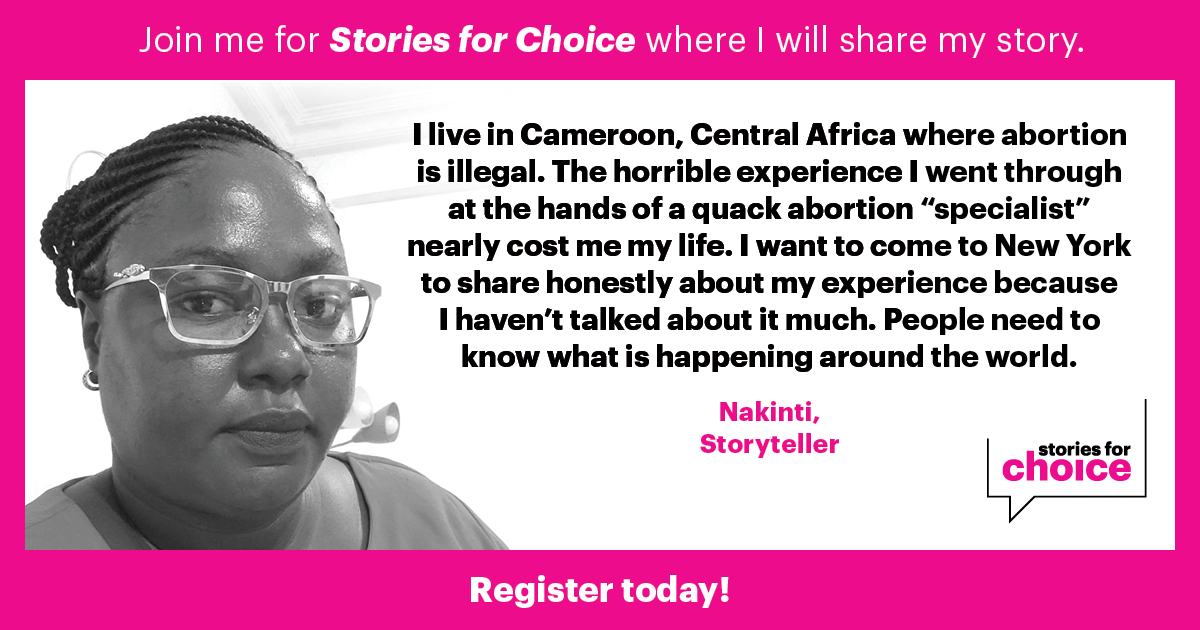 Join me for Stories for Choice where I will share my story.
I live in Cameroon, Central Africa where abortion
is illegal. The horrible experience I went through
at the hands of a quack abortion “specialist”
nearly cost me my life. I want to come to New York
to share honestly about my experience because
I haven’t talked about it much. People need to
know what is happening around the world.
Nakinti,
Storyteller
stories for
choice
Register today!